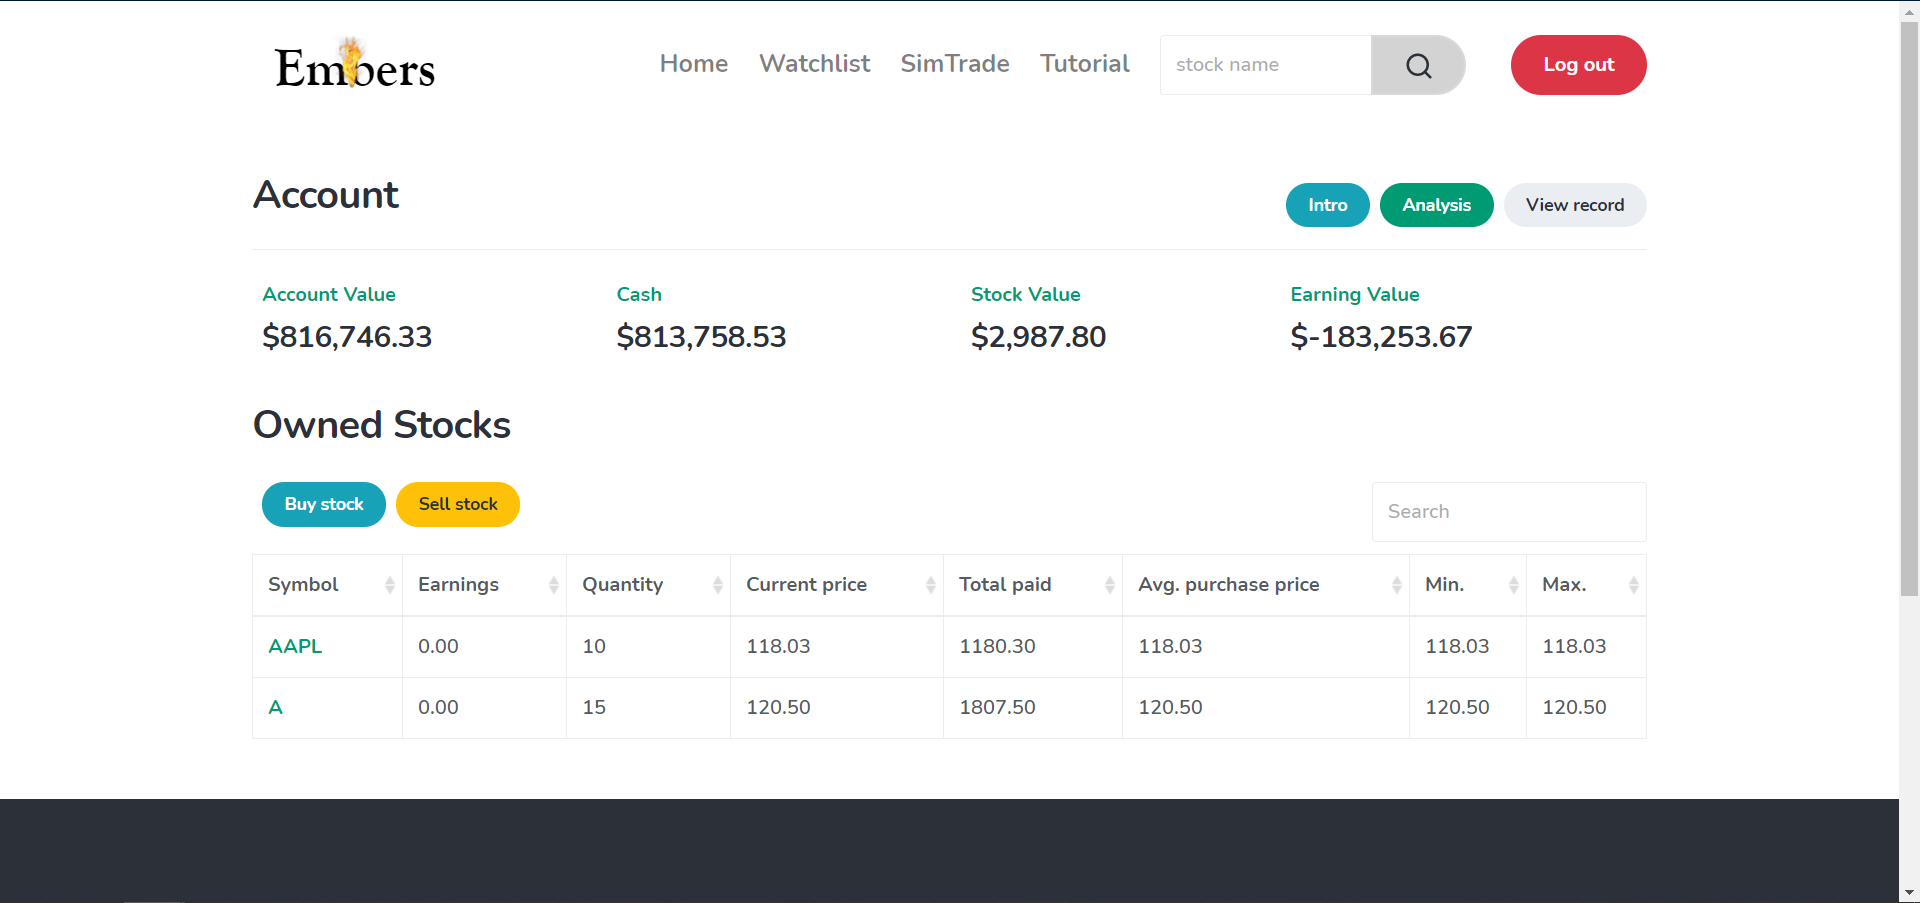 Embers
Home Watchlist SimTrade Tutorial stock name Log out
Account
Intro Analysis View record
Account Value Cash Stock Value Earning Value
$816,746.33 $813,758.53 $2,987.80 $-183,253.67
Owned Stocks
Buy stock Sell stock Search
Symbol Earnings Quantity Current price Total paid Avg. purchase price Min. Max.
AAPL 0.00 10 118.03 1180.30 118.03 118.03 118.03
A 0.00 15 120.50 1807.50 120.50 120.50 120.50